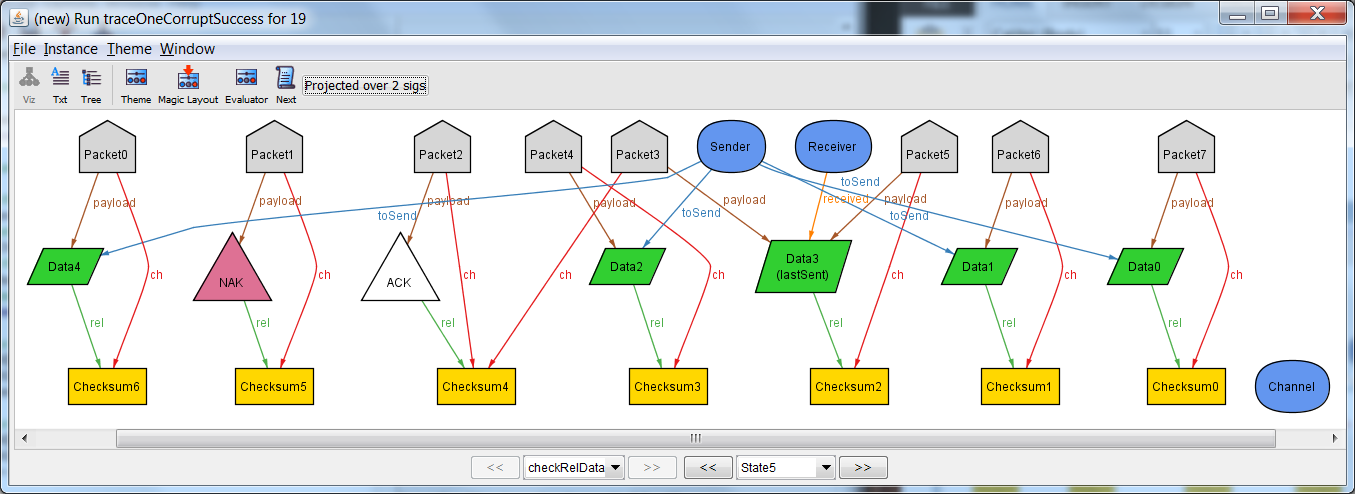 (new) Run traceOneCorruptSuccess for 19
File Instance Theme Window
Viz Txt Tree Theme Magic Layout Evaluator Next Projected over 2 sigs
Packet0 Packet1 Packet2 Packet4 Packet3 Sender Receiver Packet5 Packet6 Packet7
toSend
payload payload payload payload payload received payload payload payload
toSend toSend toSend
Data4 NAK ACK Data2 Data3 Data1 Data0
(lastSent)
ch ch ch ch ch ch ch ch
rel rel rel rel rel rel rel
Checksum6 Checksum5 Checksum4 Checksum3 Checksum2 Checksum1 Checksum0 Channel
<< checkRelData >> << State5 >>